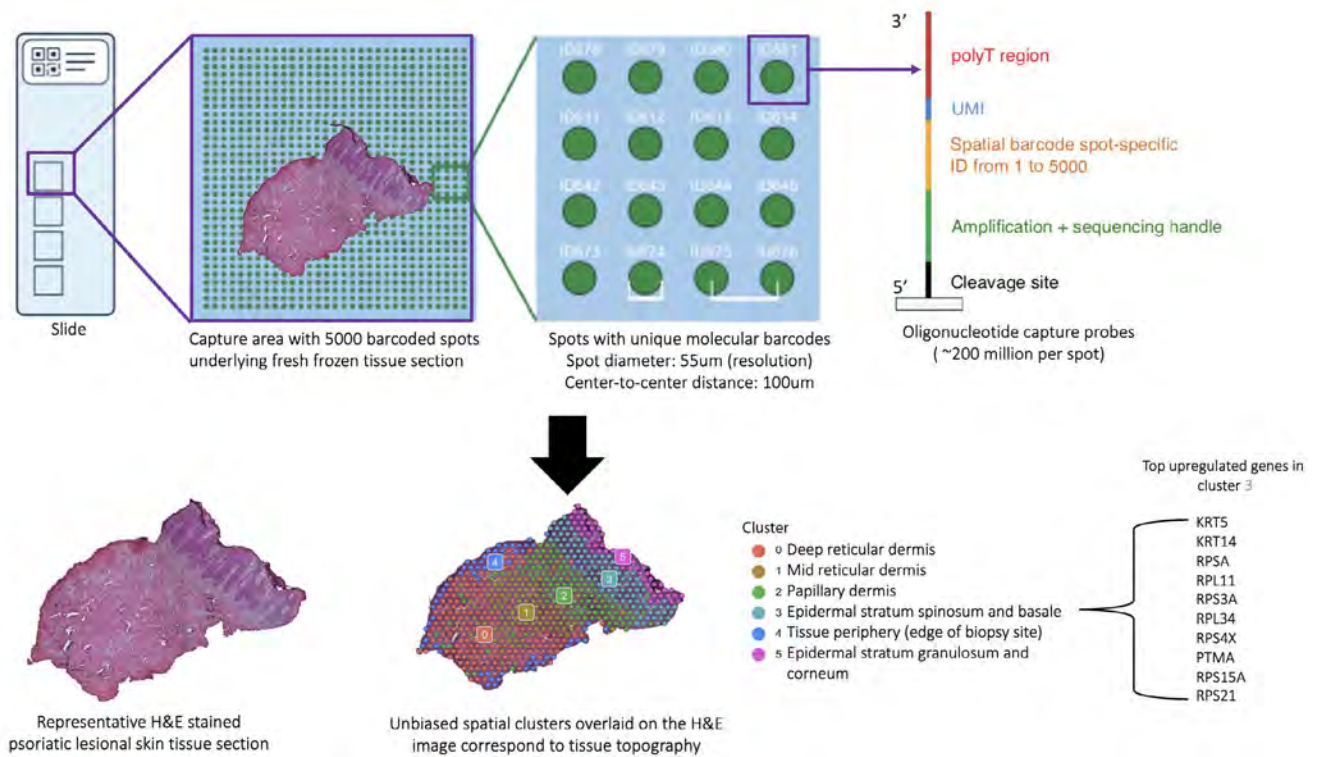 Slide
Capture area with 5000 barcoded spots
underlying fresh frozen tissue section
Spots with unique molecular barcodes
Spot diameter: 55um (resolution)
Center-to-center distance: 100um
3′
polyT region
UMI
Spatial barcode spot-specific
ID from 1 to 5000
Amplification + sequencing handle
5′
Cleavage site
Oligonucleotide capture probes
( ~200 million per spot)
Representative H&E stained
psoriatic lesional skin tissue section
4
5
3
2
1
0
Unbiased spatial clusters overlaid on the H&E
image correspond to tissue topography
Cluster
0 Deep reticular dermis
1 Mid reticular dermis
2 Papillary dermis
3 Epidermal stratum spinosum and basale
4 Tissue periphery (edge of biopsy site)
5 Epidermal stratum granulosum and
corneum
Top upregulated genes in
cluster 3
KRT5
KRT14
RPSA
RPL11
RPS3A
RPL34
RPS4X
PTMA
RPS15A
RPS21